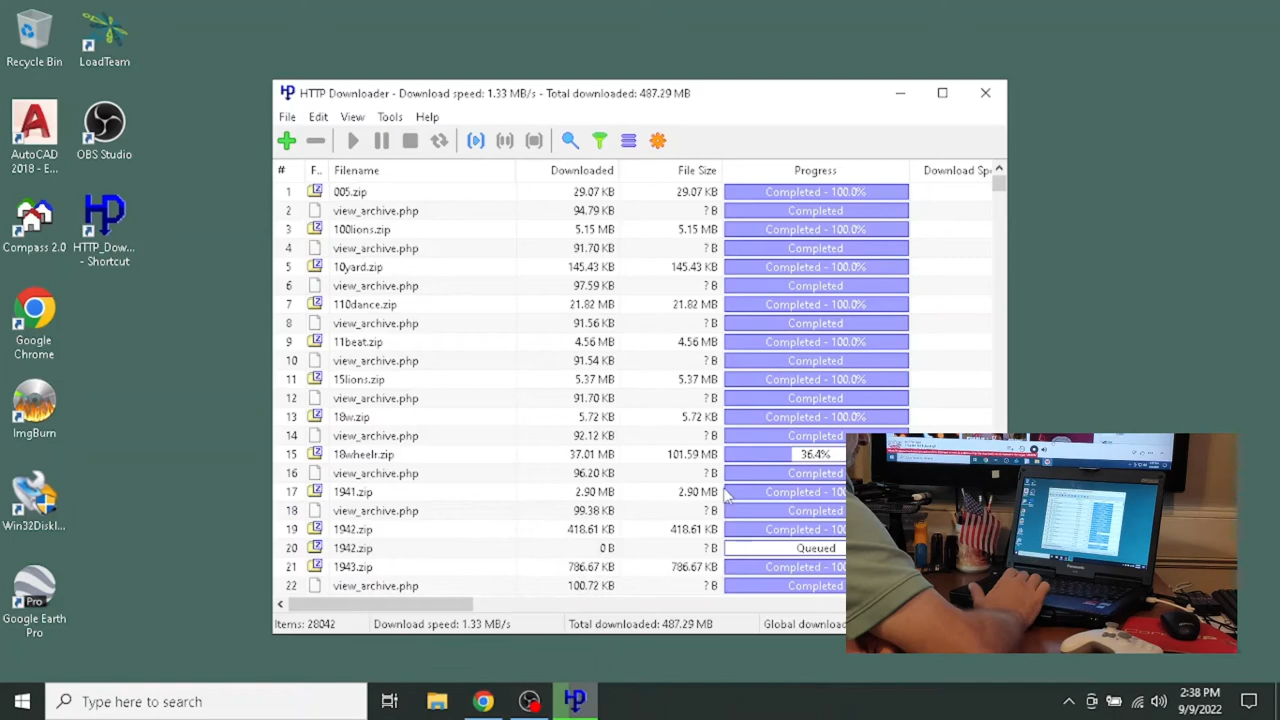 Recycle Bin
LoadTeam
AutoCAD
2018 - E...
OBS Studio
Compass 2.0
HTTP_Dow...
- Shortcut
Google
Chrome
ImgBurn
Win32DiskI...
Google Earth
Pro
HTTP Downloader - Download speed: 1.33 MB/s - Total downloaded: 487.29 MB
File Edit View Tools Help
# F.. Filename Downloaded File Size Progress Download Sp
1 005.zip 29.07 KB 29.07 KB Completed - 100.0%
2 view_archive.php 94.79 KB ? B Completed
3 100lions.zip 5.15 MB 5.15 MB Completed - 100.0%
4 view_archive.php 91.70 KB ? B Completed
5 10yard.zip 145.43 KB 145.43 KB Completed - 100.0%
6 view_archive.php 97.59 KB ? B Completed
7 110dance.zip 21.82 MB 21.82 MB Completed - 100.0%
8 view_archive.php 91.56 KB ? B Completed
9 11beat.zip 4.56 MB 4.56 MB Completed - 100.0%
10 view_archive.php 91.54 KB ? B Completed
11 15lions.zip 5.37 MB 5.37 MB Completed - 100.0%
12 view_archive.php 91.70 KB ? B Completed
13 18w.zip 5.72 MB 5.72 MB Completed - 100.0%
14 view_archive.php 92.12 KB ? B Completed
15 18wheelr.zip 37.01 MB 101.59 MB 36.4%
16 view_archive.php 96.20 KB ? B Completed
17 1941.zip 2.90 MB 2.90 MB Completed - 100
18 view_archive.php 99.38 KB ? B Completed
19 1942.zip 418.61 KB 418.61 KB Completed - 100
20 1942.zip 0 B ? B Queued
21 1943.zip 786.67 KB 786.67 KB Completed - 100
22 view_archive.php 100.72 KB ? B Completed
Items: 28042 Download speed: 1.33 MB/s Total downloaded: 487.29 MB Global downloa
Panasonic
Type here to search
2:38 PM
9/9/2022